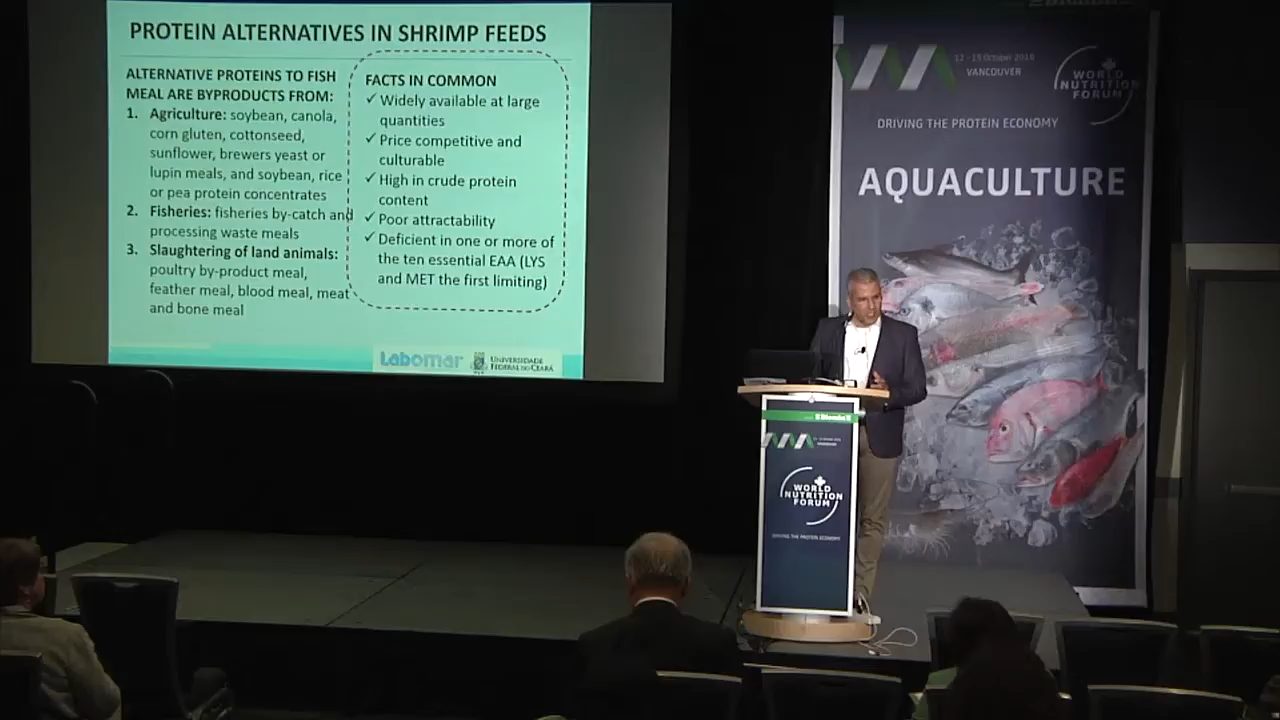 PROTEIN ALTERNATIVES IN SHRIMP FEEDS
ALTERNATIVE PROTEINS TO FISH
MEAL ARE BYPRODUCTS FROM:
1. Agriculture: soybean, canola,
corn gluten, cottonseed,
sunflower, brewers yeast or
lupin meals, and soybean, rice
or pea protein concentrates
2. Fisheries: fisheries by-catch and
processing waste meals
3. Slaughtering of land animals:
poultry by-product meal,
feather meal, blood meal, meat
and bone meal
FACTS IN COMMON
✓ Widely available at large
quantities
✓ Price competitive and
culturable
✓ High in crude protein
content
✓ Poor attractability
✓ Deficient in one or more of
the ten essential EAA (LYS
and MET the first limiting)
Labomar
UNIVERSIDADE
FEDERAL DO CEARÁ
12 - 15 October 2016
VANCOUVER
WORLD
NUTRITION
FORUM
DRIVING THE PROTEIN ECONOMY
AQUACULTURE
Biomin
VANCOUVER
WORLD
NUTRITION
FORUM
DRIVING THE PROTEIN ECONOMY